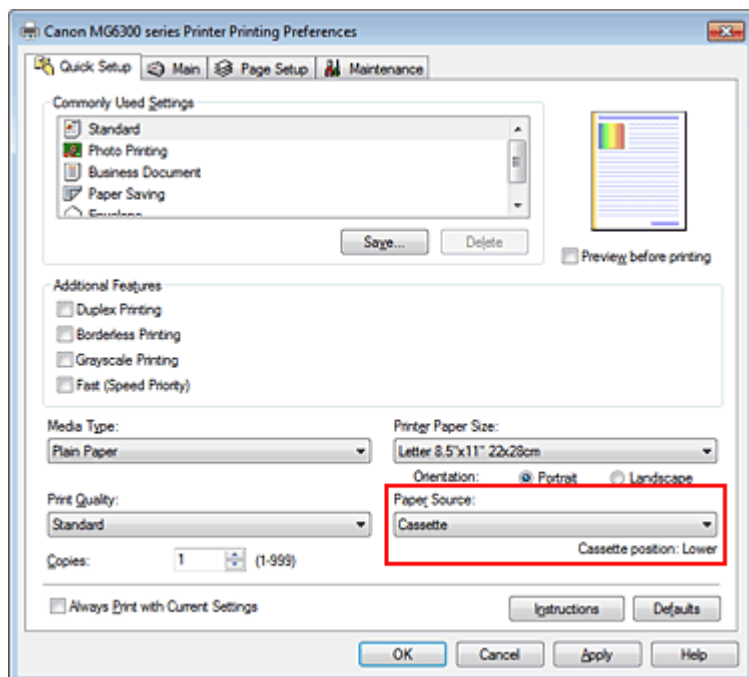 Canon MG6300 series Printer Printing Preferences
Quick Setup Main Page Setup Maintenance
Commonly Used Settings
Standard
Photo Printing
Business Document
Paper Saving
Envelope
Save... Delete
Preview before printing
Additional Features
Duplex Printing
Borderless Printing
Grayscale Printing
Fast (Speed Priority)
Media Type: Printer Paper Size:
Plain Paper Letter 8.5"x11" 22x28cm
Orientation: Portrait Landscape
Print Quality: Paper Source:
Standard Cassette
Cassette position: Lower
Copies: 1 (1-999)
Always Print with Current Settings Instructions Defaults
OK Cancel Apply Help